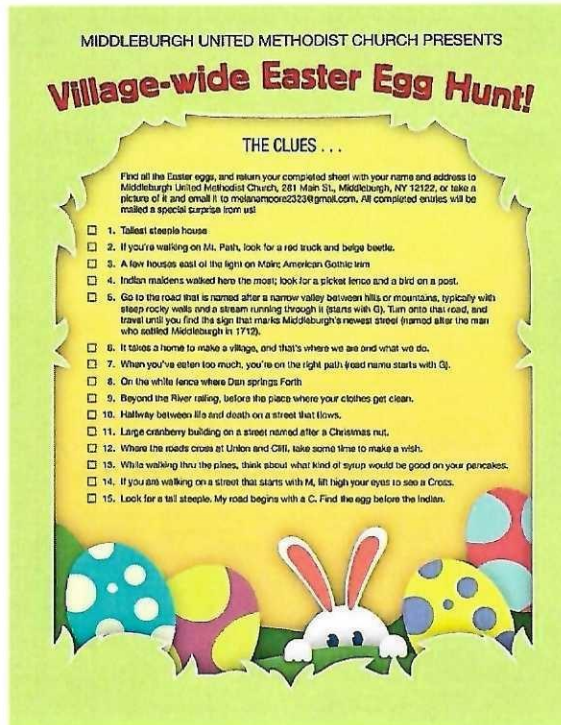 MIDDLEBURGH UNITED METHODIST CHURCH PRESENTS
Village-wide Easter Egg Hunt!
THE CLUES . . .
Find all the Easter eggs, and return your completed sheet with your name and address to
Middleburgh United Methodist Church, 281 Main St., Middleburgh, NY 12122, or take a
picture of it and email it to melanamoore2323@gmail.com. All completed entries will be
mailed a special surprise from us!
1. Tallest steeple house
2. If you're walking on Mt. Path, look for a red truck and beige beetle.
3. A few houses east of the light on Main; American Gothic trim
4. Indian maidens walked here the most; look for a picket fence and a bird on a post.
5. Go to the road that is named after a narrow valley between hills or mountains, typically with
steep rocky walls and a stream running through it (starts with G). Turn onto that road, and
travel until you find the sign that marks Middleburgh's newest street (named after the man
who settled Middleburgh in 1712).
6. It takes a home to make a village, and that's where we are and what we do.
7. When you've eaten too much, you're on the right path (road name starts with G).
8. On the white fence where Dan springs Forth
9. Beyond the River railing, before the place where your clothes get clean.
10. Halfway between life and death on a street that flows.
11. Large cranberry building on a street named after a Christmas nut.
12. Where the roads cross at Union and Cliff, take some time to make a wish.
13. While walking thru the pines, think about what kind of syrup would be good on your pancakes.
14. If you are walking on a street that starts with M, lift high your eyes to see a Cross.
15. Look for a tall steeple. My road begins with a C. Find the egg before the Indian.